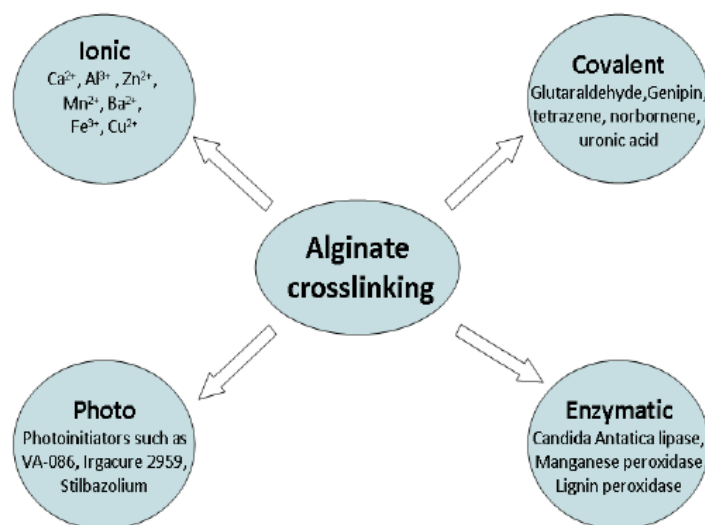 Ionic
Ca²⁺, Al³⁺, Zn²⁺,
Mn²⁺, Ba²⁺,
Fe³⁺, Cu²⁺
Covalent
Glutaraldehyde,Genipin,
tetrazene, norbornene,
uronic acid
Alginate
crosslinking
Photo
Photoinitiators such as
VA-086, Irgacure 2959,
Stilbazolium
Enzymatic
Candida Antatica lipase,
Manganese peroxidase
Lignin peroxidase